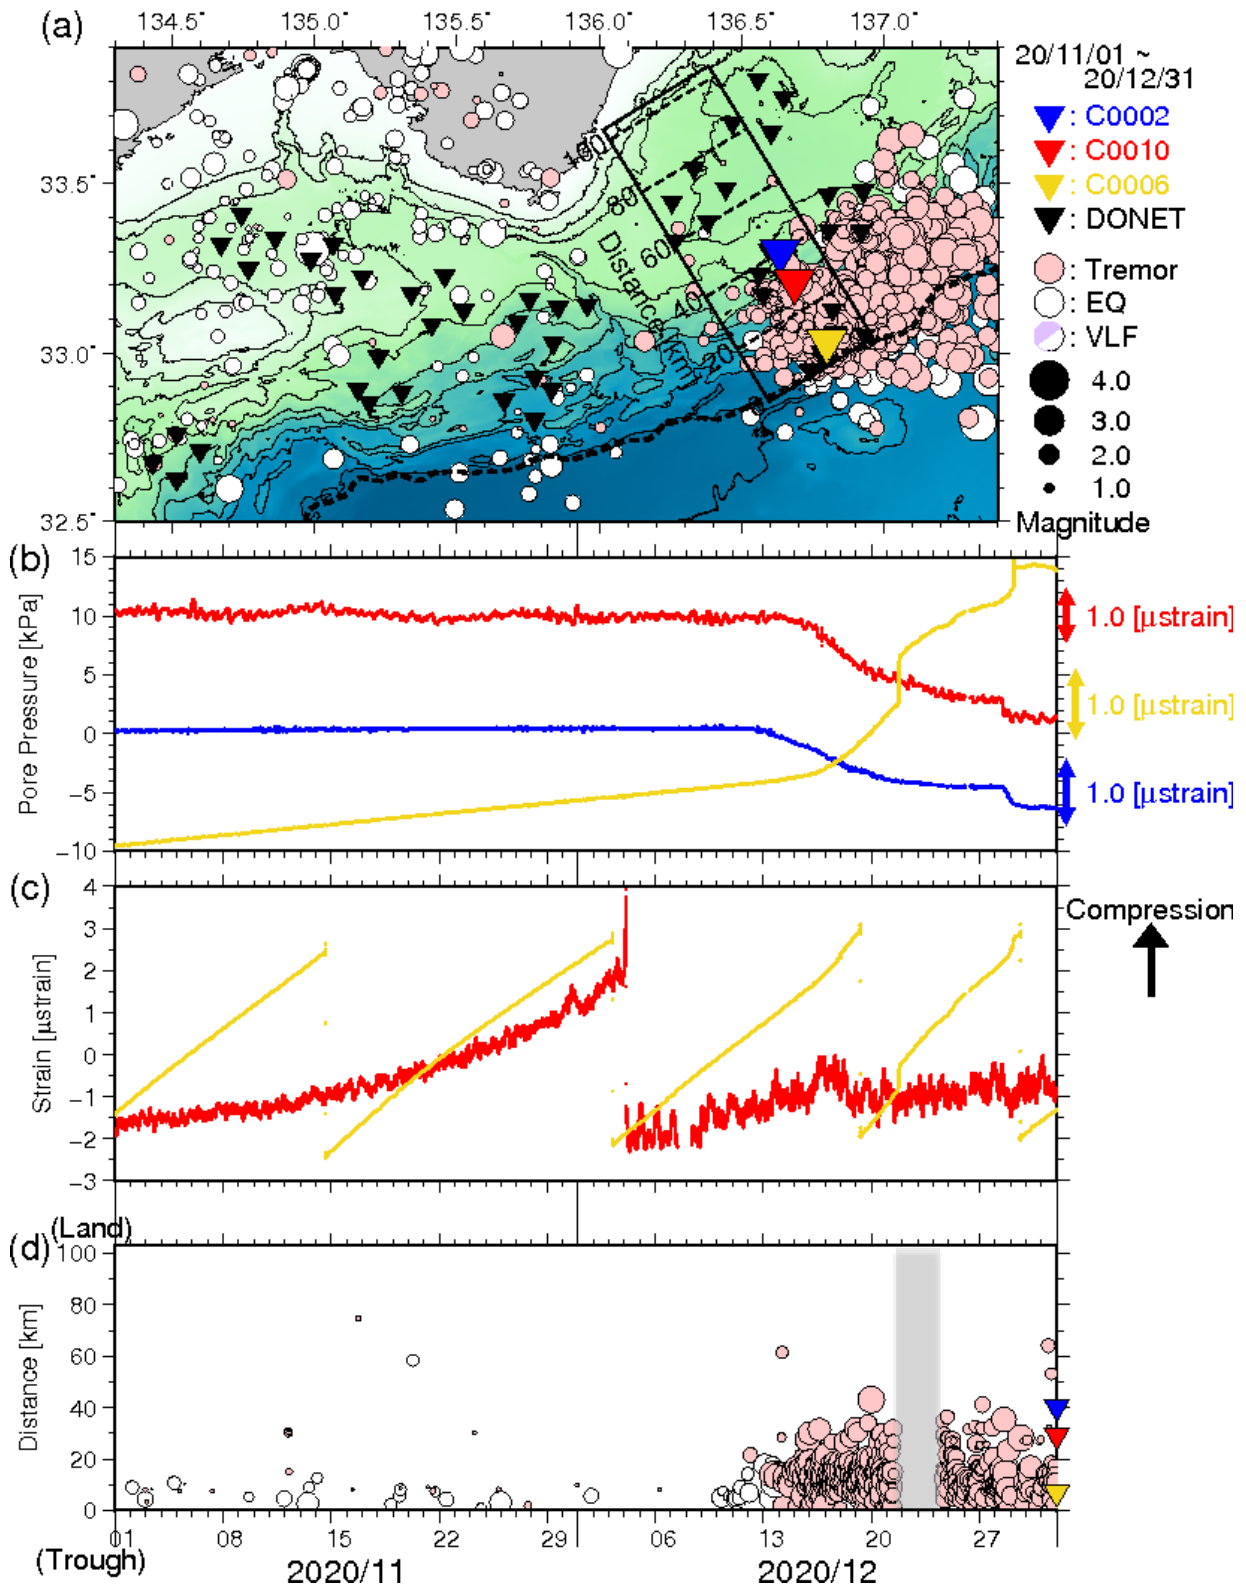 (a)
134.5° 135.0° 135.5° 136.0° 136.5° 137.0°
33.5°
33.0°
32.5°
100
80
60
40
20
0
Distance [km]
20/11/01 ~
20/12/31
: C0002
: C0010
: C0006
: DONET
: Tremor
: EQ
: VLF
4.0
3.0
2.0
1.0
Magnitude
(b)
Pore Pressure [kPa]
15
10
5
0
−5
−10
1.0 [μstrain]
1.0 [μstrain]
1.0 [μstrain]
(c)
Strain [μstrain]
4
3
2
1
0
−1
−2
−3
Compression
(Land)
(d)
Distance [km]
100
80
60
40
20
0
(Trough)
01 08 15 22 29 06 13 20 27
2020/11 2020/12